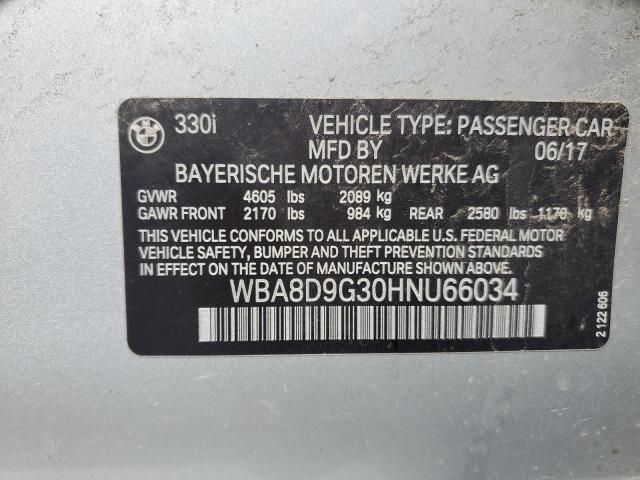 330i VEHICLE TYPE: PASSENGER CAR
MFD BY 06/17
BAYERISCHE MOTOREN WERKE AG
GVWR 4605 lbs 2089 kg
GAWR FRONT 2170 lbs 984 kg REAR 2580 lbs 1170 kg
THIS VEHICLE CONFORMS TO ALL APPLICABLE U.S. FEDERAL MOTOR
VEHICLE SAFETY, BUMPER AND THEFT PREVENTION STANDARDS
IN EFFECT ON THE DATE OF MANUFACTURE SHOWN ABOVE.
WBA8D9G30HNU66034
2 122 606